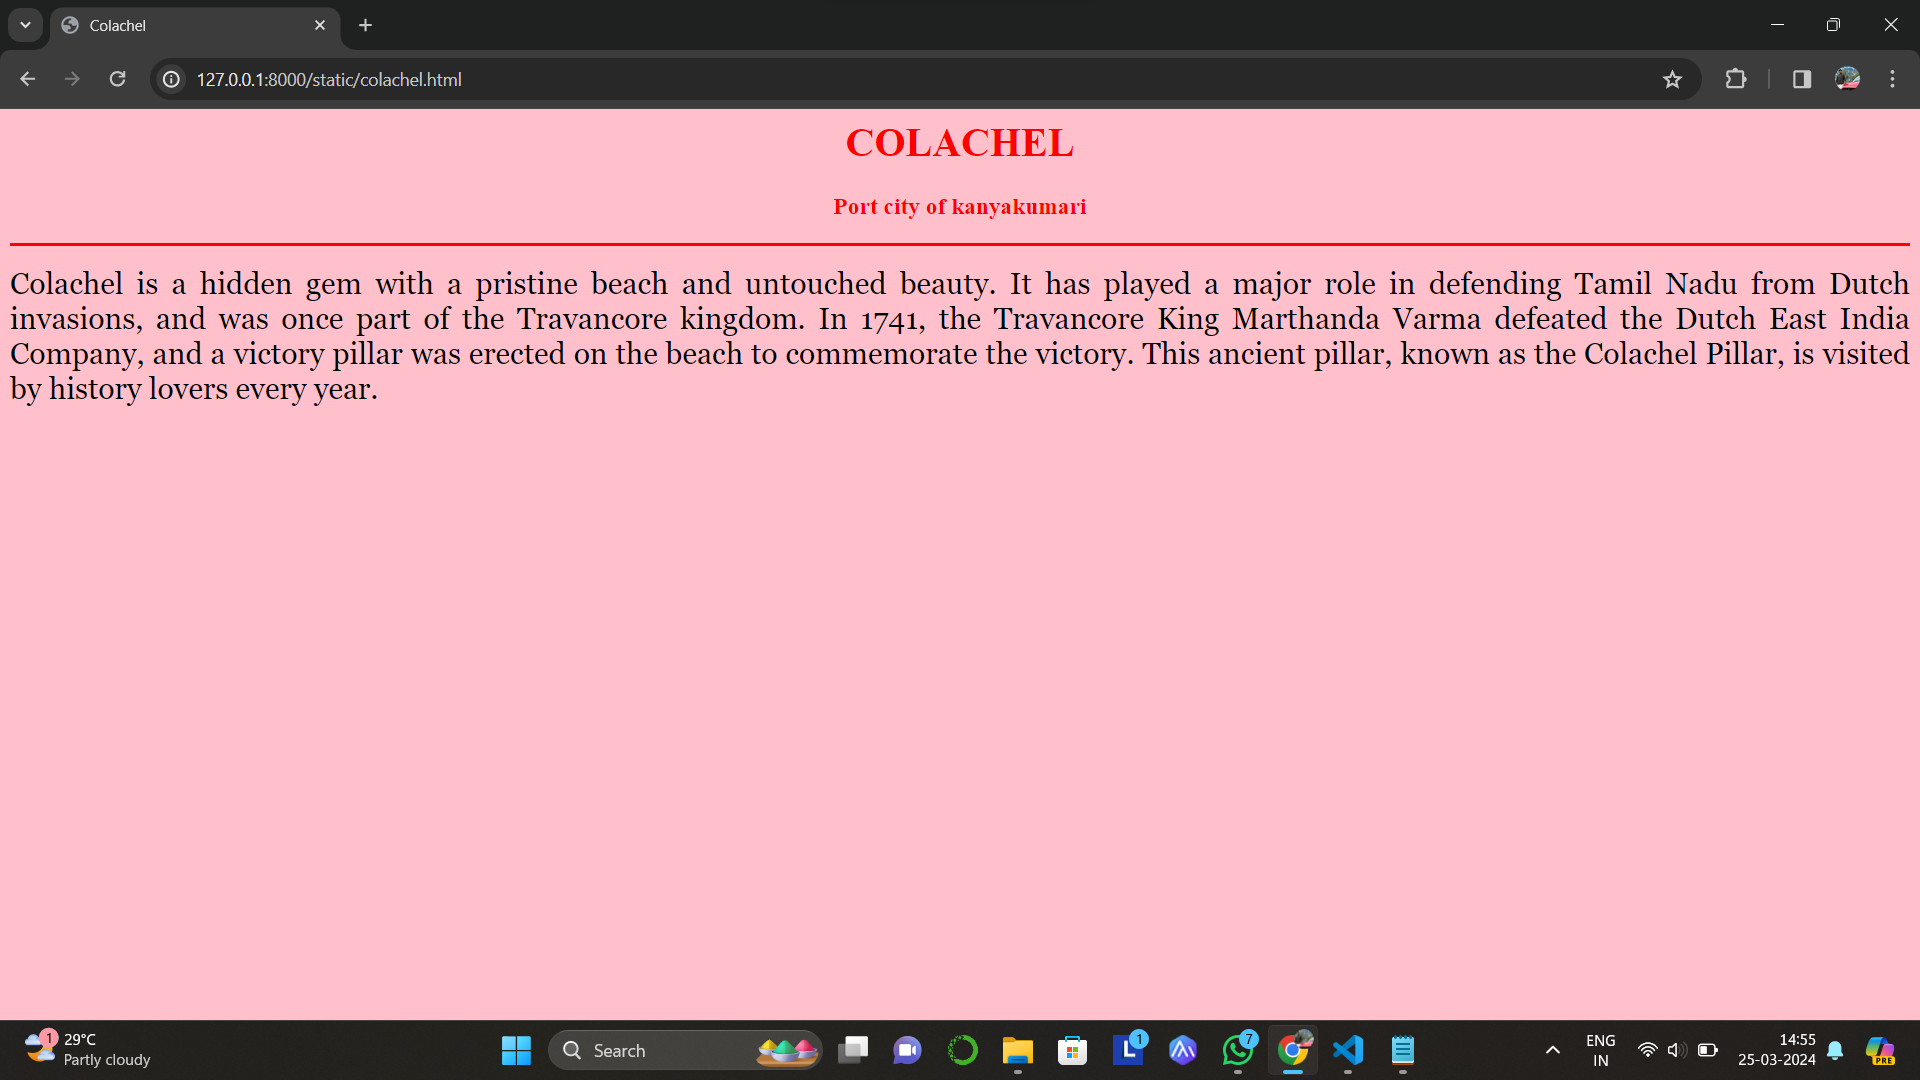 Colachel
127.0.0.1:8000/static/colachel.html
COLACHEL
Port city of kanyakumari
Colachel is a hidden gem with a pristine beach and untouched beauty. It has played a major role in defending Tamil Nadu from Dutch
invasions, and was once part of the Travancore kingdom. In 1741, the Travancore King Marthanda Varma defeated the Dutch East India
Company, and a victory pillar was erected on the beach to commemorate the victory. This ancient pillar, known as the Colachel Pillar, is visited
by history lovers every year.
1
29°C
Partly cloudy
Search
L
1
7
ENG
IN
14:55
25-03-2024
PRE